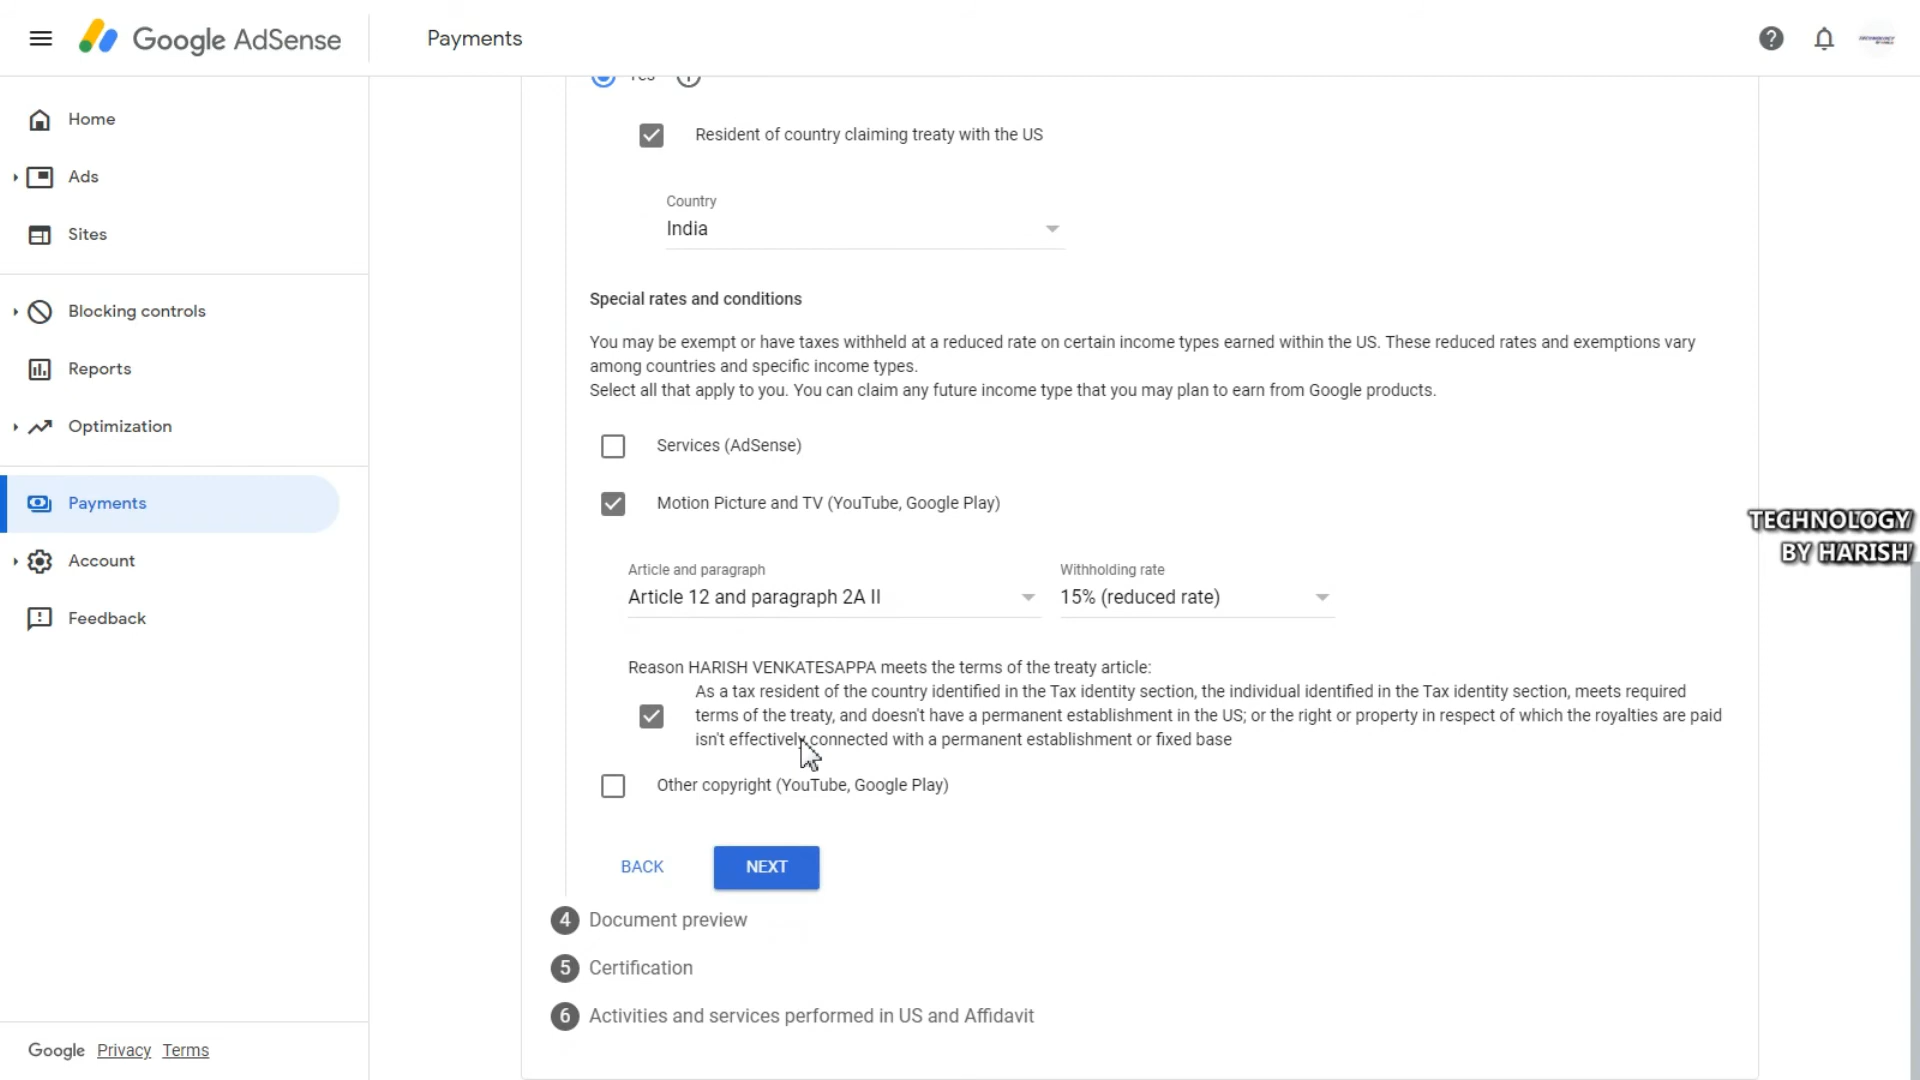 Google AdSense
Payments
Home
Ads
Sites
Blocking controls
Reports
Optimization
Payments
Account
Feedback
Google Privacy Terms
Yes
Resident of country claiming treaty with the US
Country
India
Special rates and conditions
You may be exempt or have taxes withheld at a reduced rate on certain income types earned within the US. These reduced rates and exemptions vary
among countries and specific income types.
Select all that apply to you. You can claim any future income type that you may plan to earn from Google products.
Services (AdSense)
Motion Picture and TV (YouTube, Google Play)
Article and paragraph
Withholding rate
Article 12 and paragraph 2A II
15% (reduced rate)
Reason HARISH VENKATESAPPA meets the terms of the treaty article:
As a tax resident of the country identified in the Tax identity section, the individual identified in the Tax identity section, meets required
terms of the treaty, and doesn't have a permanent establishment in the US; or the right or property in respect of which the royalties are paid
isn't effectively connected with a permanent establishment or fixed base
Other copyright (YouTube, Google Play)
BACK
NEXT
4 Document preview
5 Certification
6 Activities and services performed in US and Affidavit
TECHNOLOGY
BY HARISH